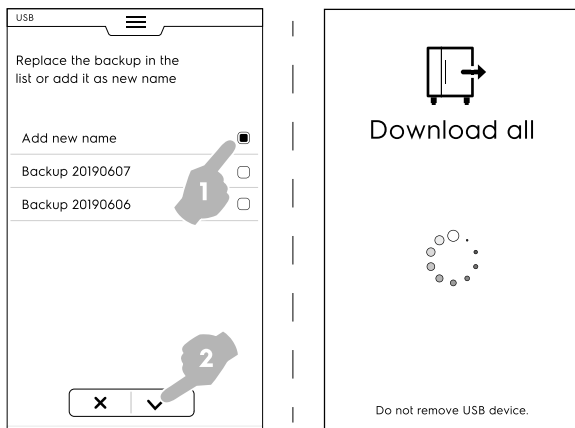 USB
Replace the backup in the
list or add it as new name
Add new name
Backup 20190607
Backup 20190606
1
2
Download all
Do not remove USB device.